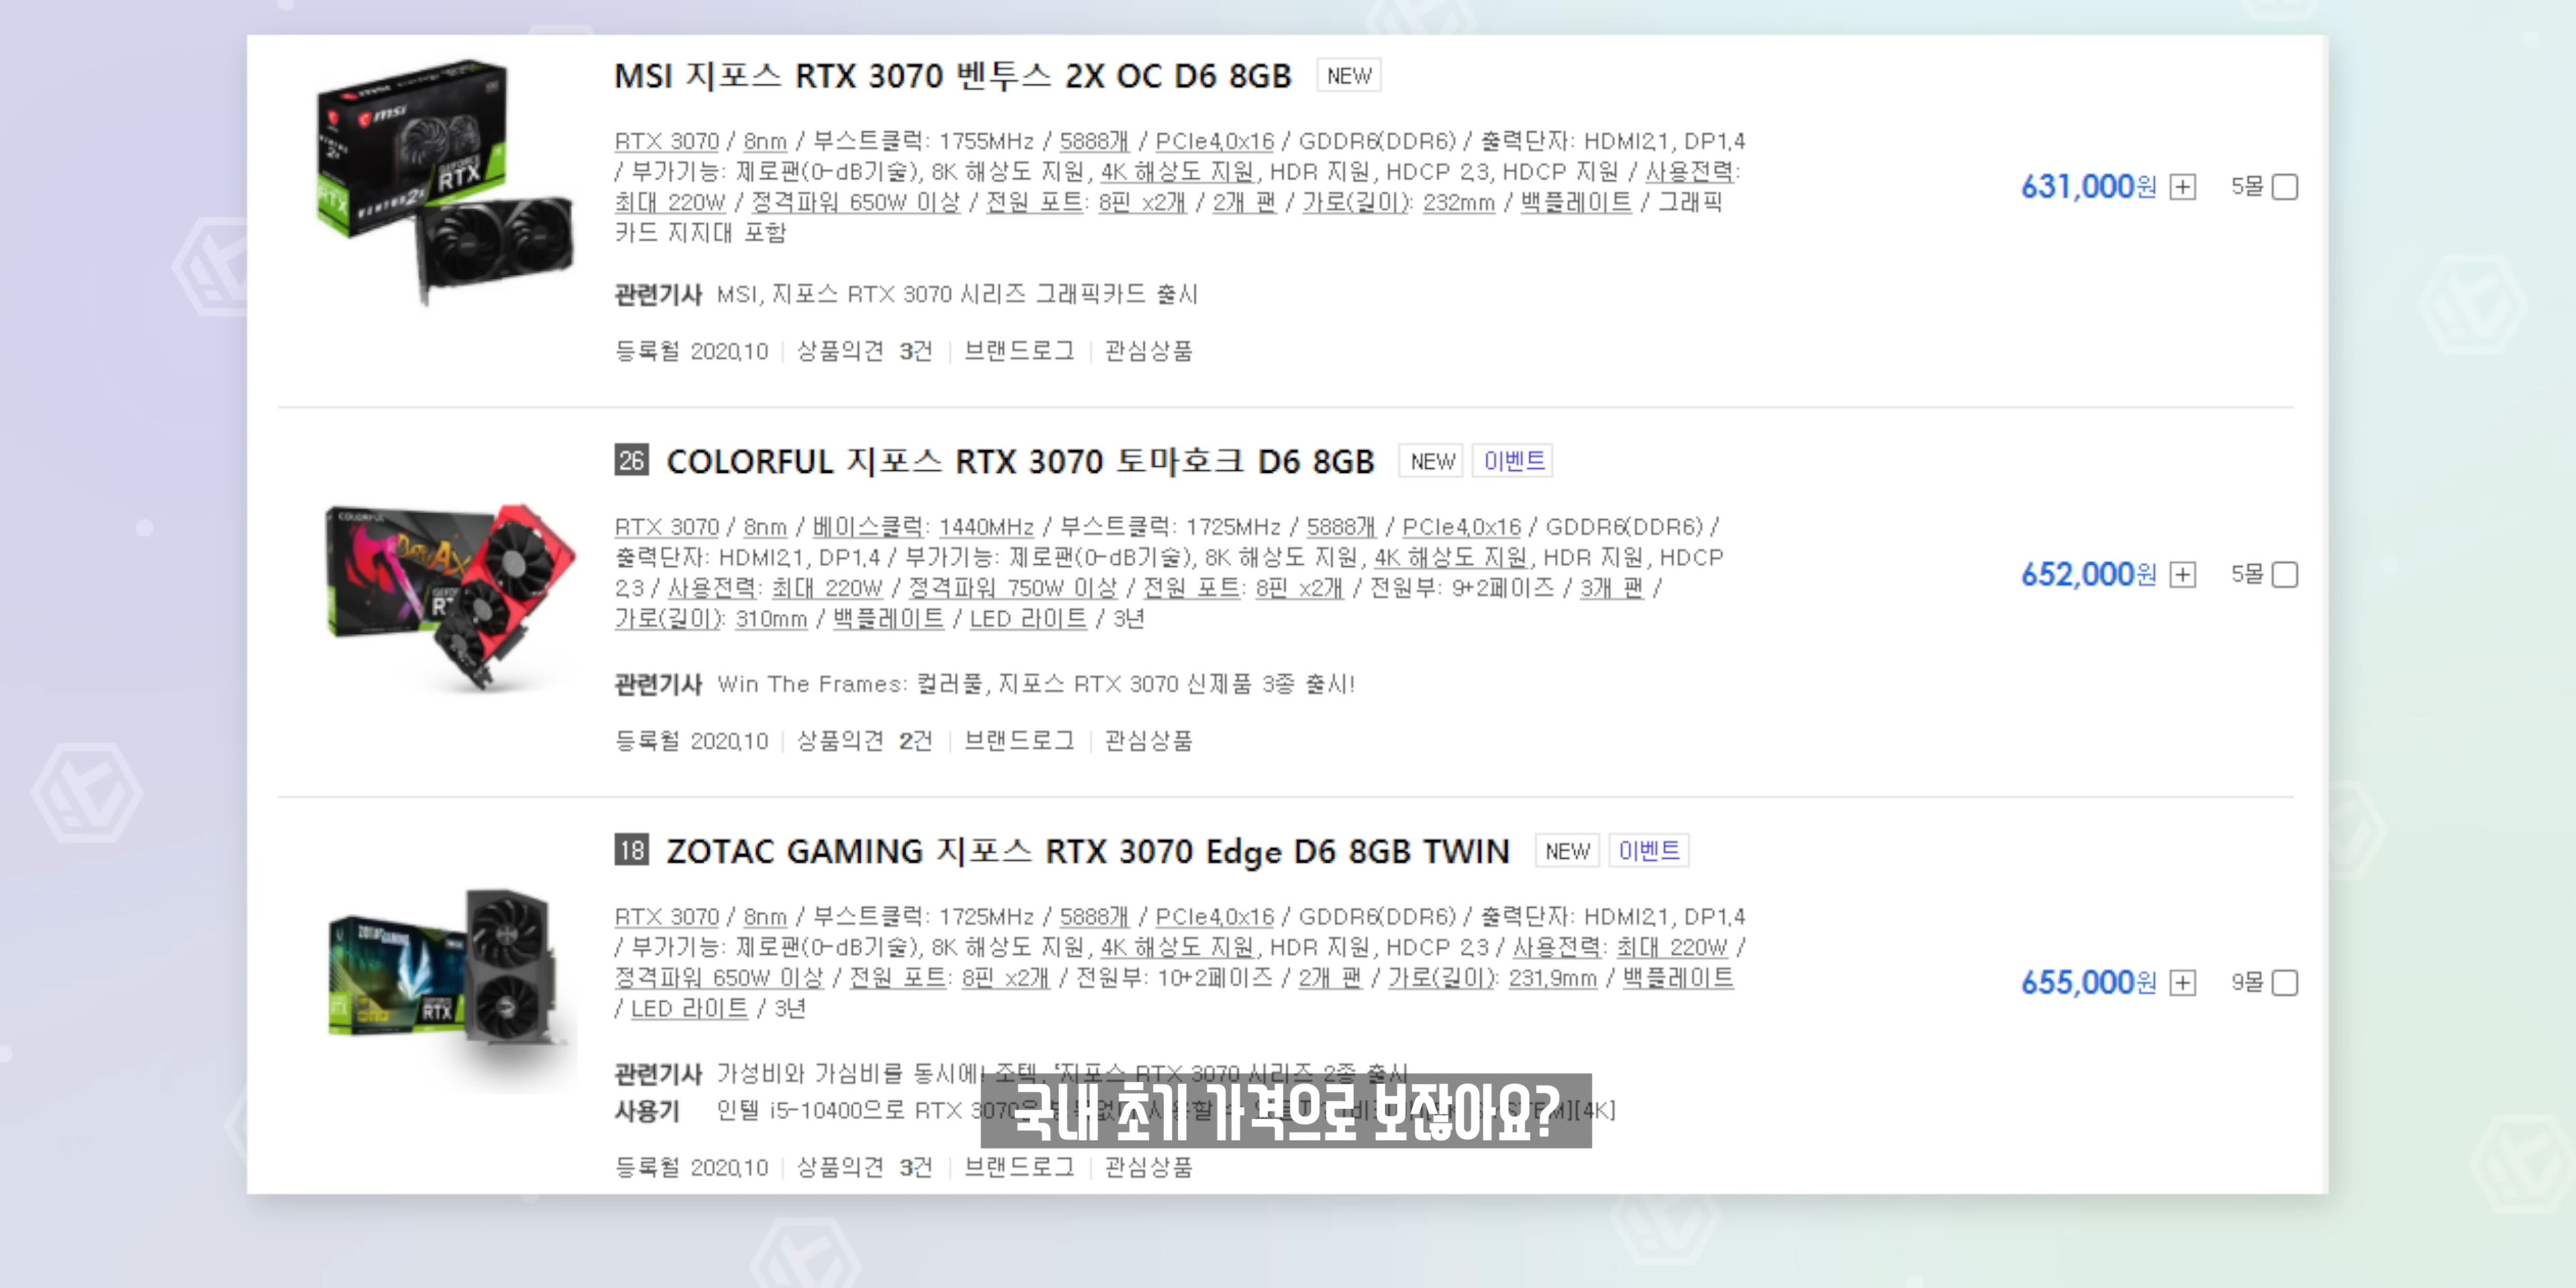 MSI 지포스 RTX 3070 벤투스 2X OC D6 8GB NEW
RTX 3070 / 8nm / 부스트클럭: 1755MHz / 5888개 / PCIe4.0x16 / GDDR6(DDR6) / 출력단자: HDMI2.1, DP1.4
/ 부가기능: 제로팬(0-dB기술), 8K 해상도 지원, 4K 해상도 지원, HDR 지원, HDCP 2.3, HDCP 지원 / 사용전력:
최대 220W / 정격파워 650W 이상 / 전원 포트: 8핀 x2개 / 2개 팬 / 가로(길이): 232mm / 백플레이트 / 그래픽
카드 지지대 포함
631,000원 5몰
관련기사 MSI, 지포스 RTX 3070 시리즈 그래픽카드 출시
등록월 2020.10 | 상품의견 3건 | 브랜드로그 | 관심상품
26 COLORFUL 지포스 RTX 3070 토마호크 D6 8GB NEW 이벤트
RTX 3070 / 8nm / 베이스클럭: 1440MHz / 부스트클럭: 1725MHz / 5888개 / PCIe4.0x16 / GDDR6(DDR6) /
출력단자: HDMI2.1, DP1.4 / 부가기능: 제로팬(0-dB기술), 8K 해상도 지원, 4K 해상도 지원, HDR 지원, HDCP
2.3 / 사용전력: 최대 220W / 정격파워 750W 이상 / 전원 포트: 8핀 x2개 / 전원부: 9+2페이즈 / 3개 팬 /
가로(길이): 310mm / 백플레이트 / LED 라이트 / 3년
652,000원 5몰
관련기사 Win The Frames: 컬러풀, 지포스 RTX 3070 신제품 3종 출시!
등록월 2020.10 | 상품의견 2건 | 브랜드로그 | 관심상품
18 ZOTAC GAMING 지포스 RTX 3070 Edge D6 8GB TWIN NEW 이벤트
RTX 3070 / 8nm / 부스트클럭: 1725MHz / 5888개 / PCIe4.0x16 / GDDR6(DDR6) / 출력단자: HDMI2.1, DP1.4
/ 부가기능: 제로팬(0-dB기술), 8K 해상도 지원, 4K 해상도 지원, HDR 지원, HDCP 2.3 / 사용전력: 최대 220W /
정격파워 650W 이상 / 전원 포트: 8핀 x2개 / 전원부: 10+2페이즈 / 2개 팬 / 가로(길이): 231.9mm / 백플레이트
/ LED 라이트 / 3년
655,000원 9몰
관련기사 가성비와 가심비를 동시에! 조텍, '지포스 RTX 3070 시리즈 2종 출시
사용기 인텔 i5-10400으로 RTX 3070을
국내 초기 가격으로 보잖아요?
등록월 2020.10 | 상품의견 3건 | 브랜드로그 | 관심상품